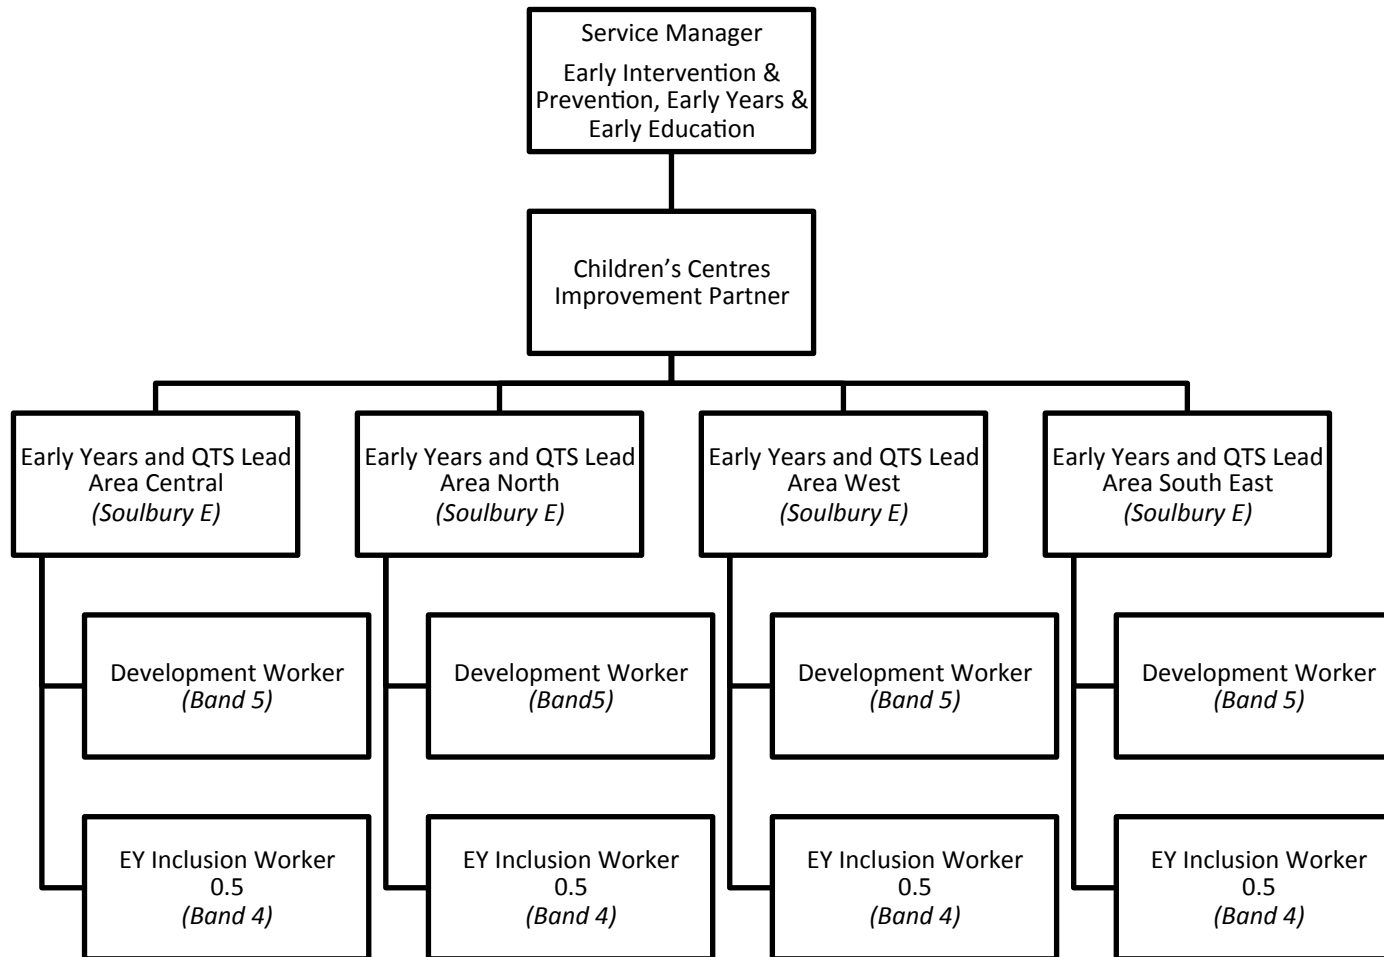 Service Manager
Early Intervention &
Prevention, Early Years &
Early Education
Children’s Centres
Improvement Partner
Early Years and QTS Lead
Area Central
(Soulbury E)
Early Years and QTS Lead
Area North
(Soulbury E)
Early Years and QTS Lead
Area West
(Soulbury E)
Early Years and QTS Lead
Area South East
(Soulbury E)
Development Worker
(Band 5)
Development Worker
(Band5)
Development Worker
(Band 5)
Development Worker
(Band 5)
EY Inclusion Worker
0.5
(Band 4)
EY Inclusion Worker
0.5
(Band 4)
EY Inclusion Worker
0.5
(Band 4)
EY Inclusion Worker
0.5
(Band 4)